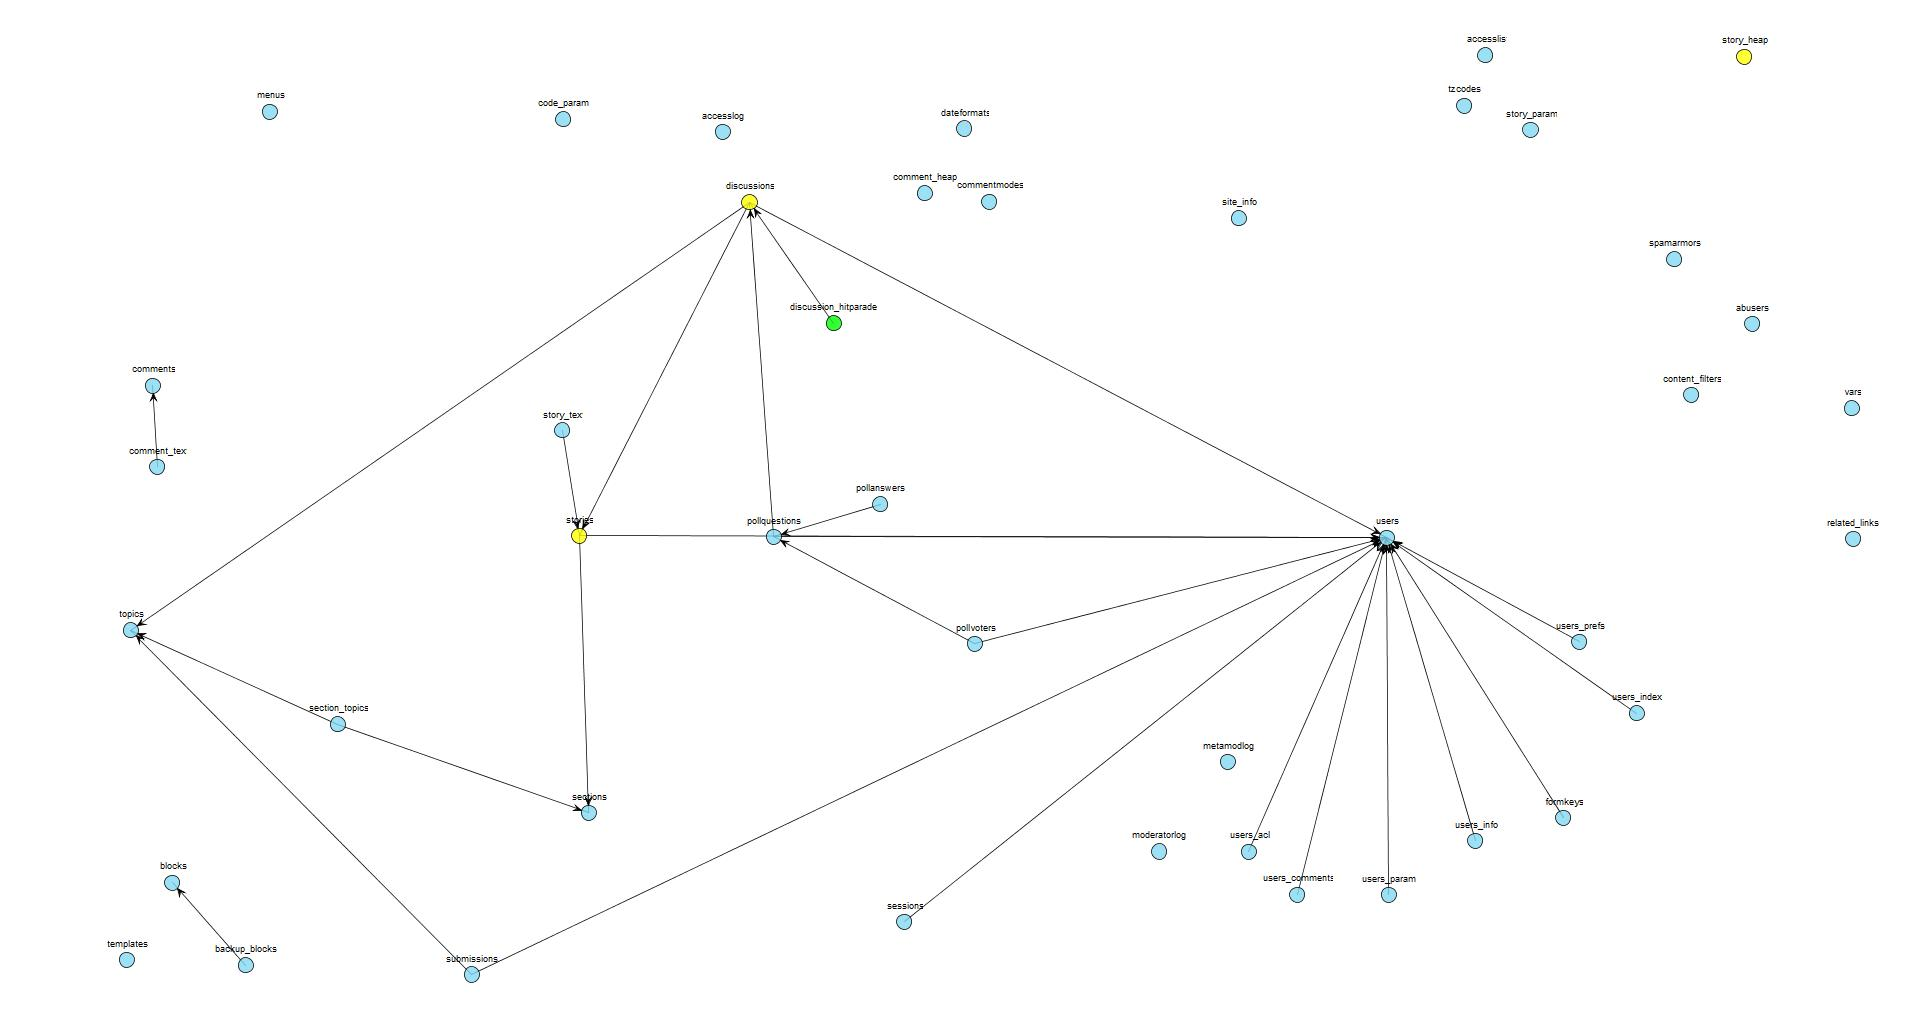 accesslis
story_heap
menus
code_param
tzcodes
accesslog
dateformats
story_param
discussions
comment_heap
commentmodes
site_info
spamarmors
discussion_hitparade
abusers
comments
content_filters
vars
story_tex
comment_tex
pollanswers
stories
pollquestions
users
related_links
topics
pollvoters
users_prefs
section_topics
users_index
metamodlog
sections
formkeys
moderatorlog
users_acl
users_info
blocks
users_comments
users_param
sessions
templates
backup_blocks
submissions